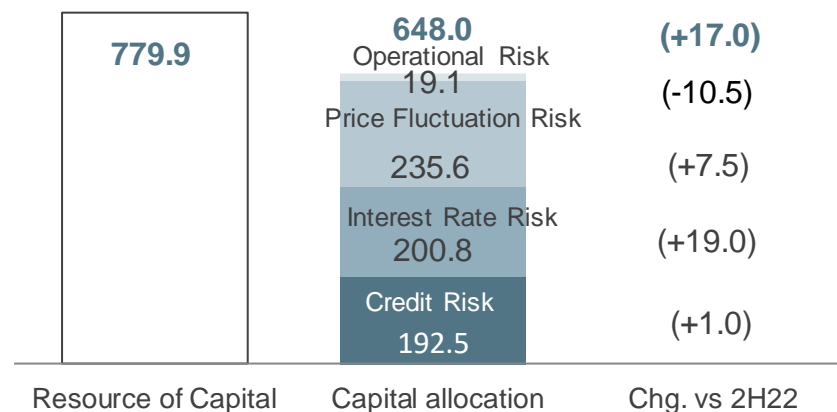 779.9
648.0
(+17.0)
Operational Risk
19.1
(-10.5)
Price Fluctuation Risk
235.6
(+7.5)
Interest Rate Risk
200.8
(+19.0)
Credit Risk
192.5
(+1.0)
Resource of Capital
Capital allocation
Chg. vs 2H22